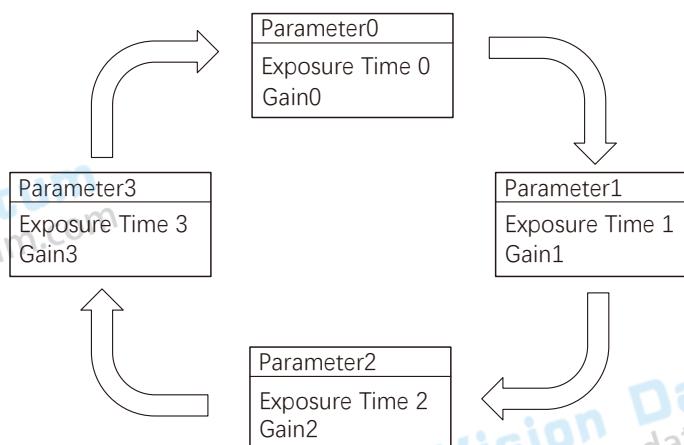 Parameter0
Exposure Time 0
Gain0
Parameter3
Exposure Time 3
Gain3
Parameter1
Exposure Time 1
Gain1
Parameter2
Exposure Time 2
Gain2